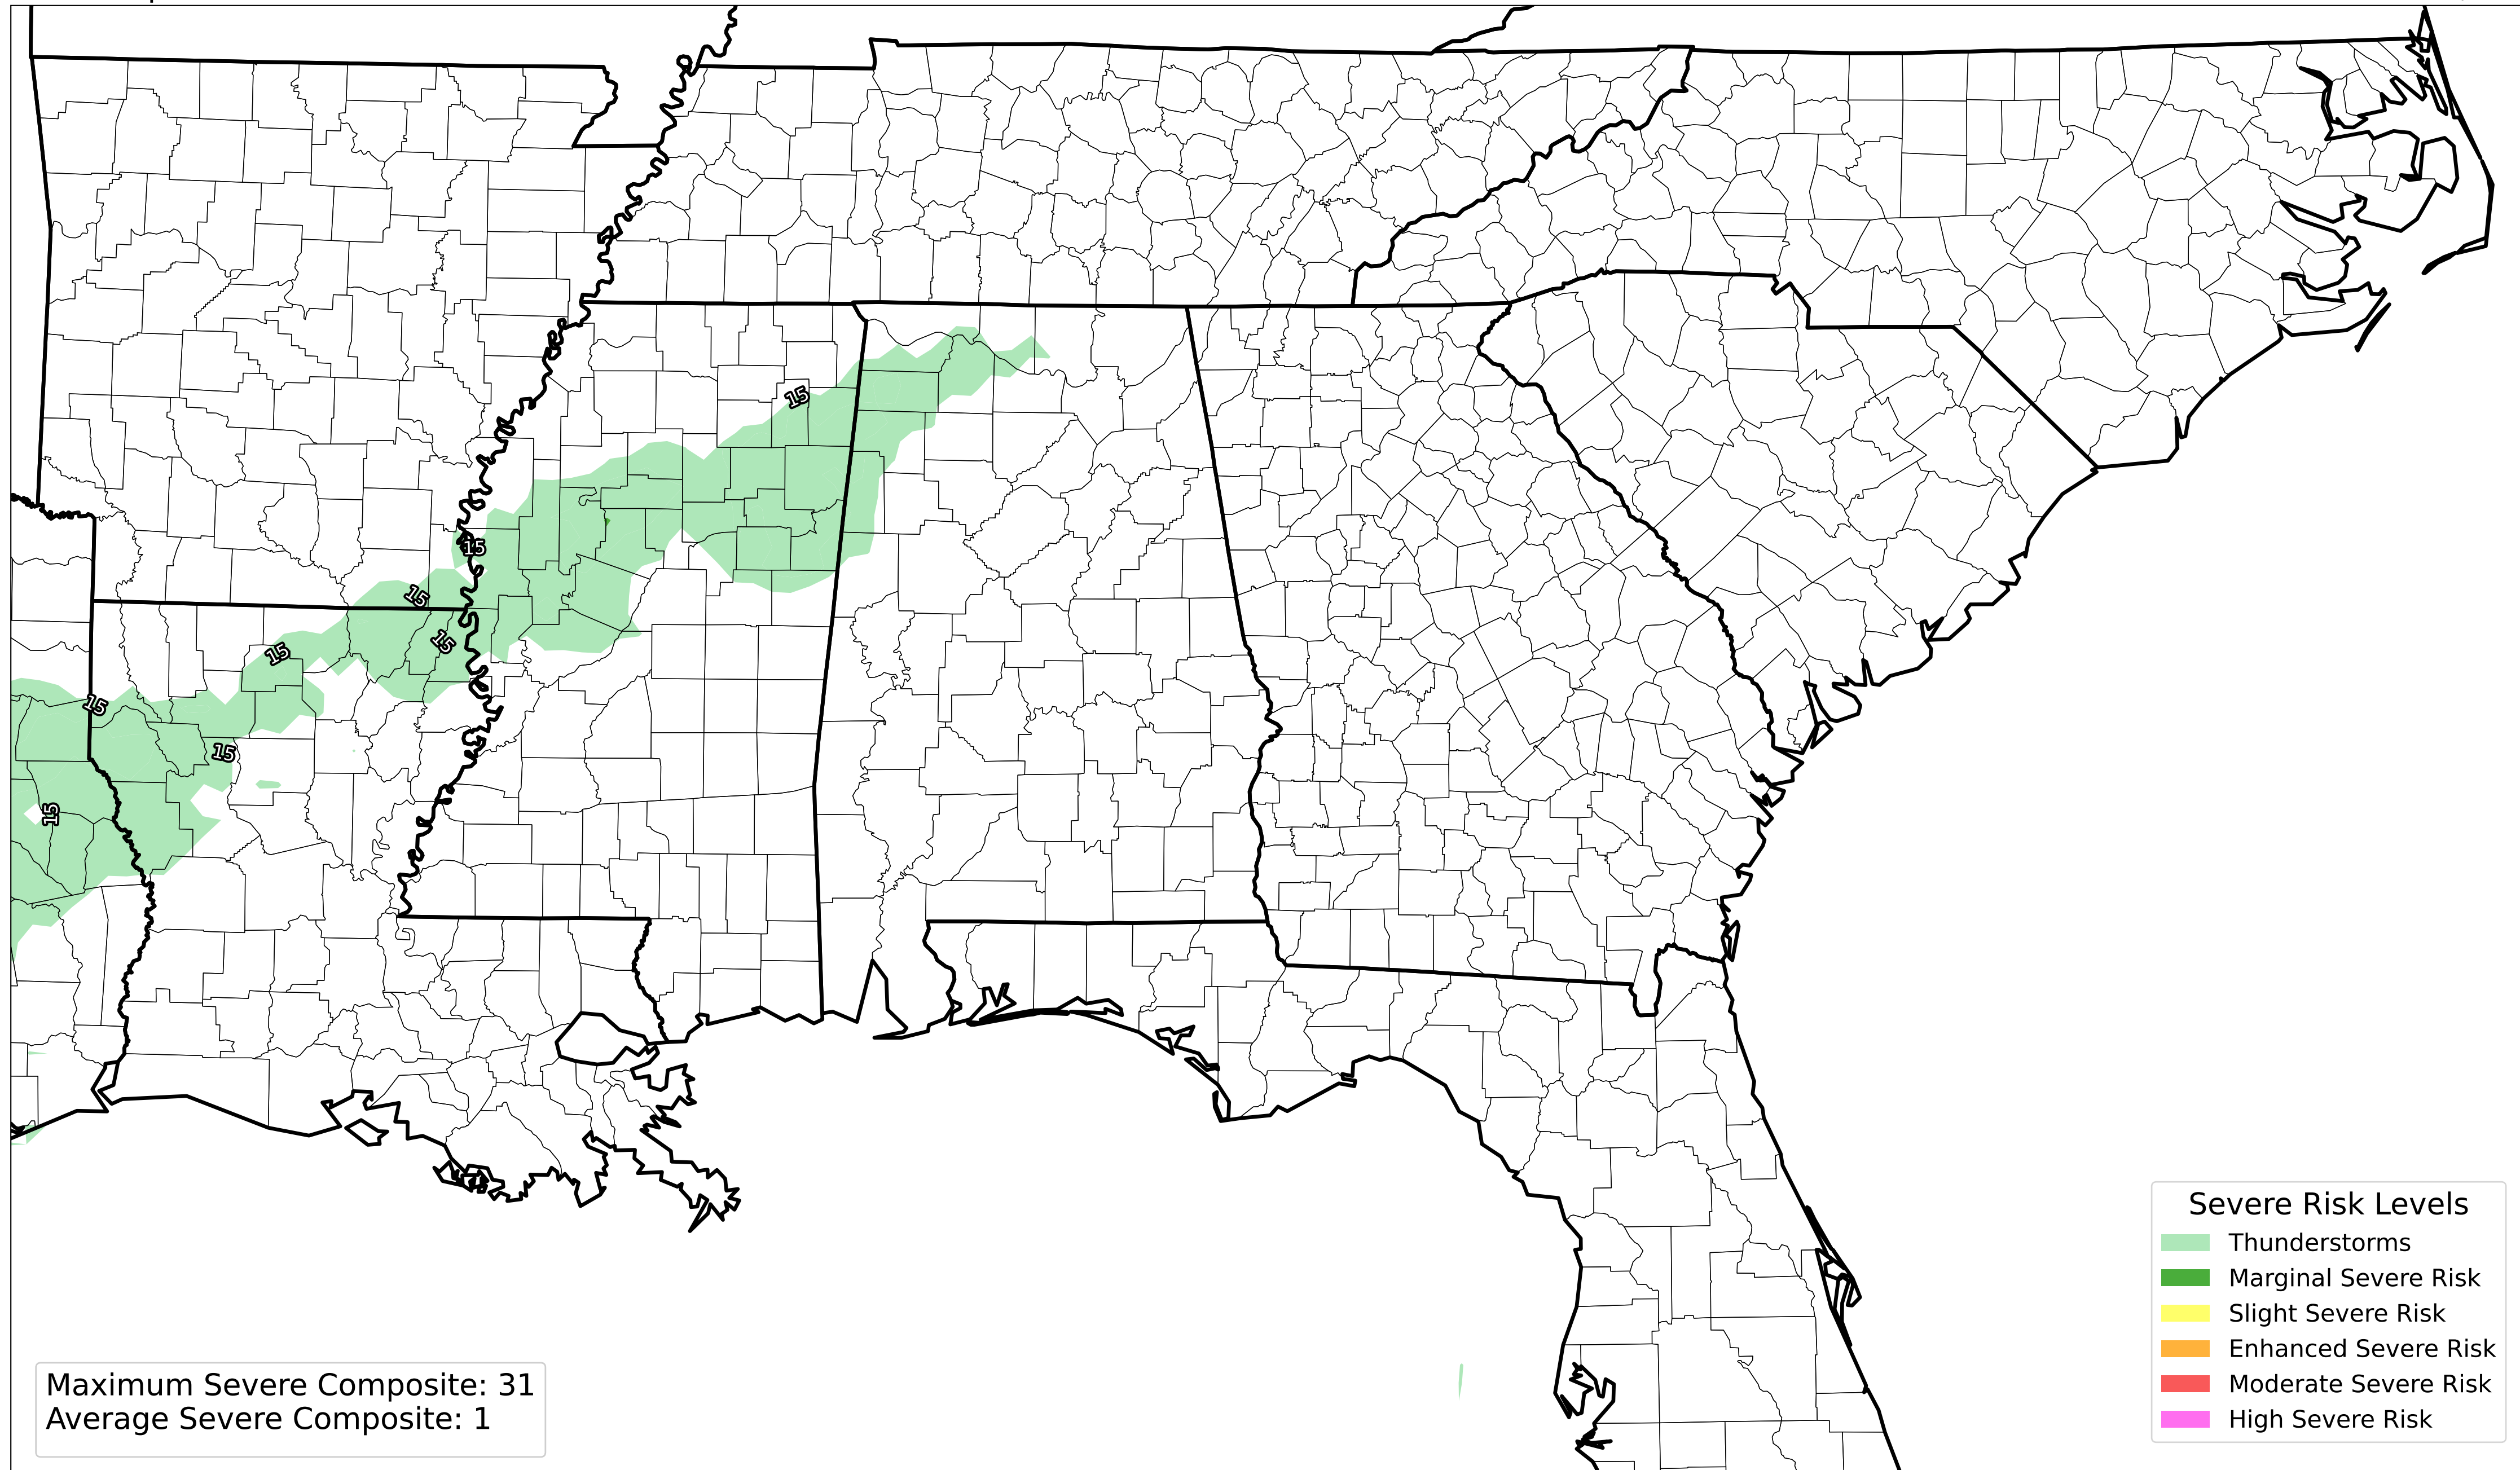 15
15
15
15
15
15
15
15
Severe Risk Levels
Thunderstorms
Marginal Severe Risk
Slight Severe Risk
Enhanced Severe Risk
Moderate Severe Risk
High Severe Risk
Maximum Severe Composite: 31
Average Severe Composite: 1